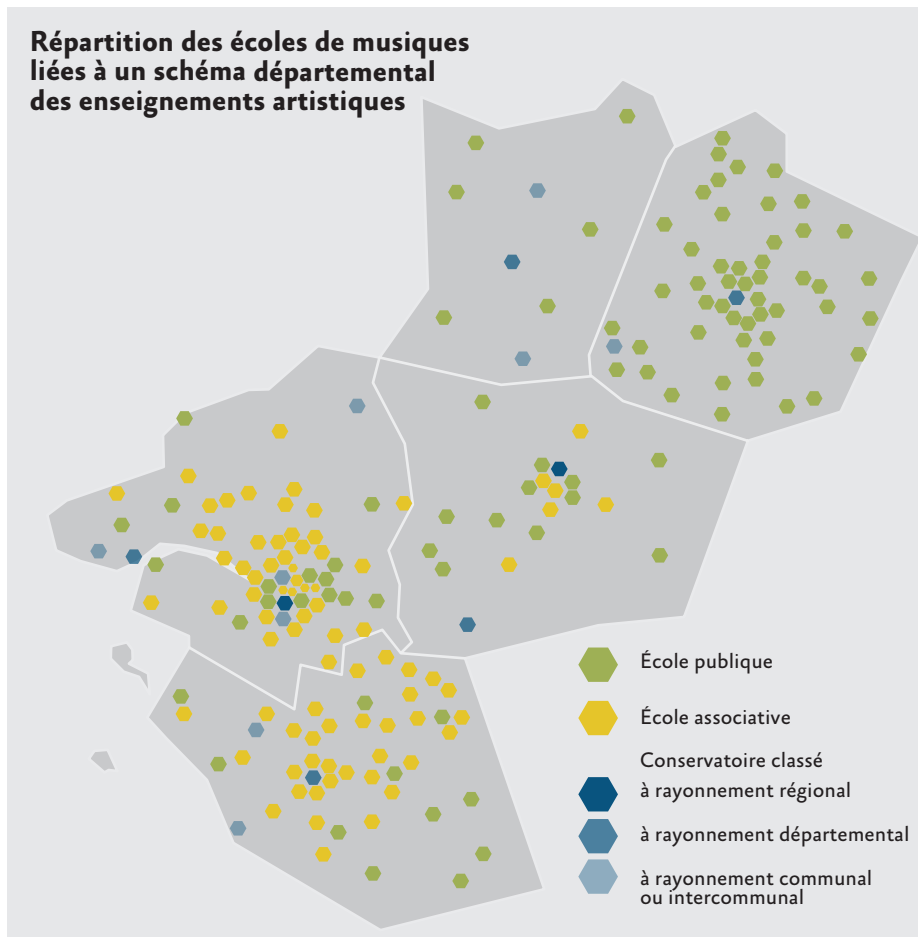 Répartition des écoles de musiques
liées à un schéma départemental
des enseignements artistiques
École publique
École associative
Conservatoire classé
à rayonnement régional
à rayonnement départemental
à rayonnement communal
ou intercommunal